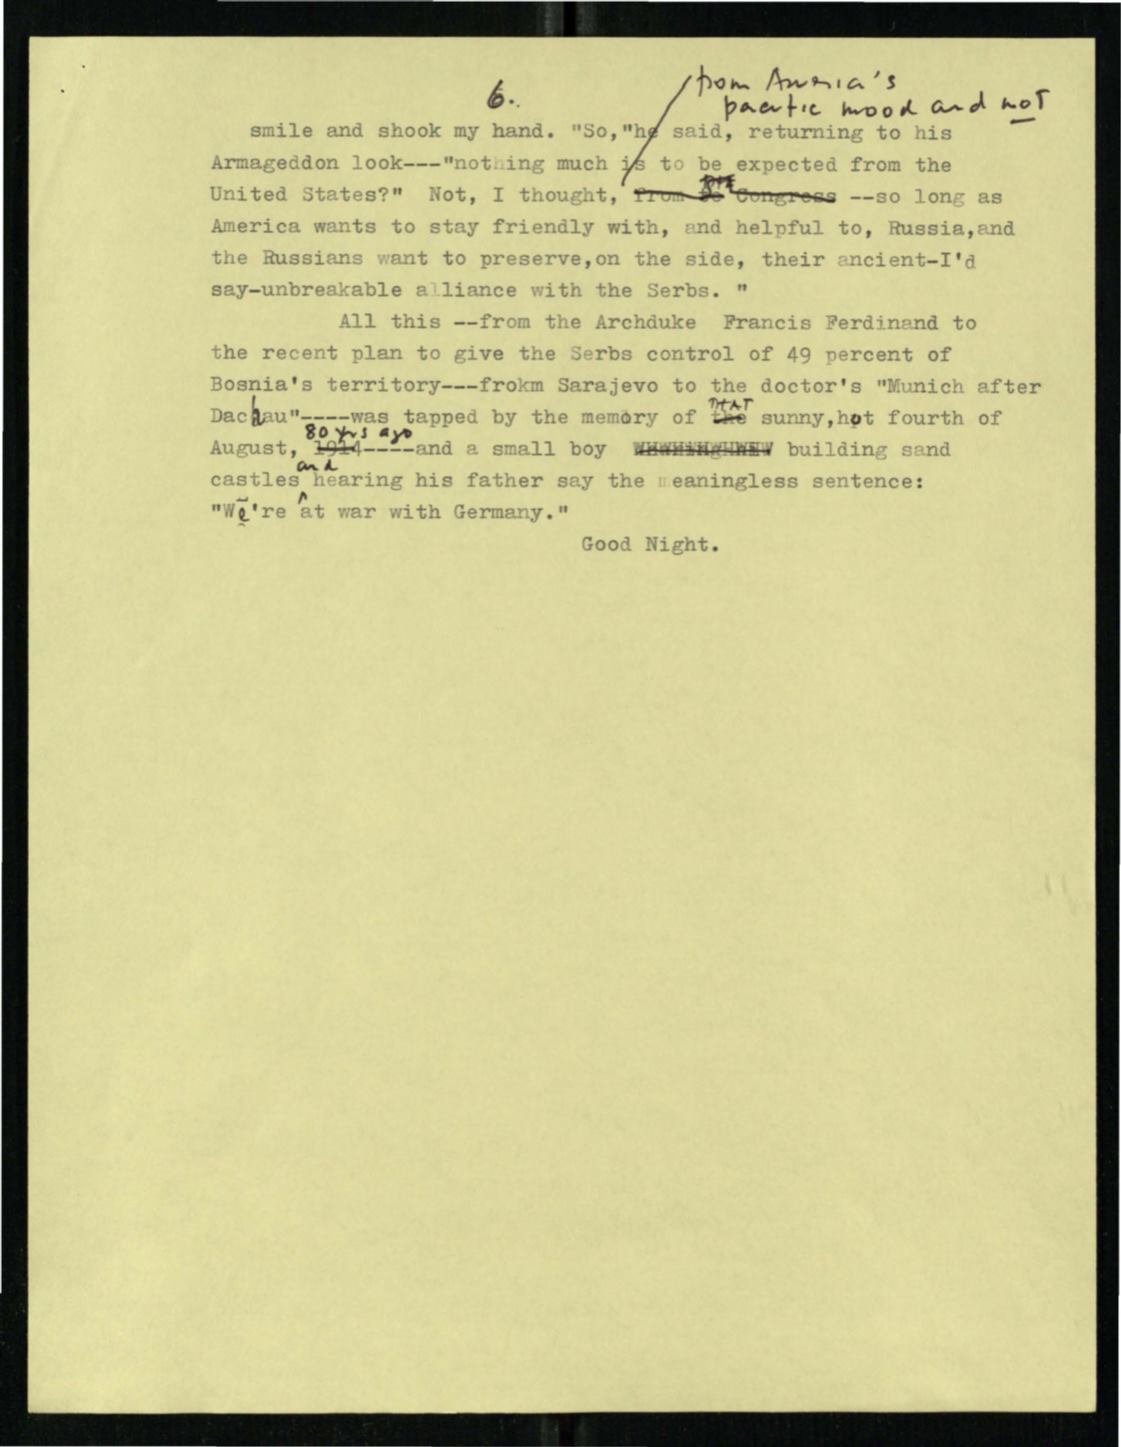 from America's
6.
pacific mood and not
smile and shook my hand. "So,"he said, returning to his
Armageddon look---"nothing much is to be expected from the
THE
United States?" Not, I thought, from Congress --so long as
America wants to stay friendly with, and helpful to, Russia,and
the Russians want to preserve,on the side, their ancient-I'd
say-unbreakable alliance with the Serbs. "
All this --from the Archduke Francis Ferdinand to
the recent plan to give the Serbs control of 49 percent of
Bosnia's territory---frokm Sarajevo to the doctor's "Munich after
THAT
Dachau"----was tapped by the memory of the sunny,hot fourth of
80 yrs ago
August, 1914----and a small boy building sand
and
castles hearing his father say the meaningless sentence:
"We're at war with Germany."
Good Night.